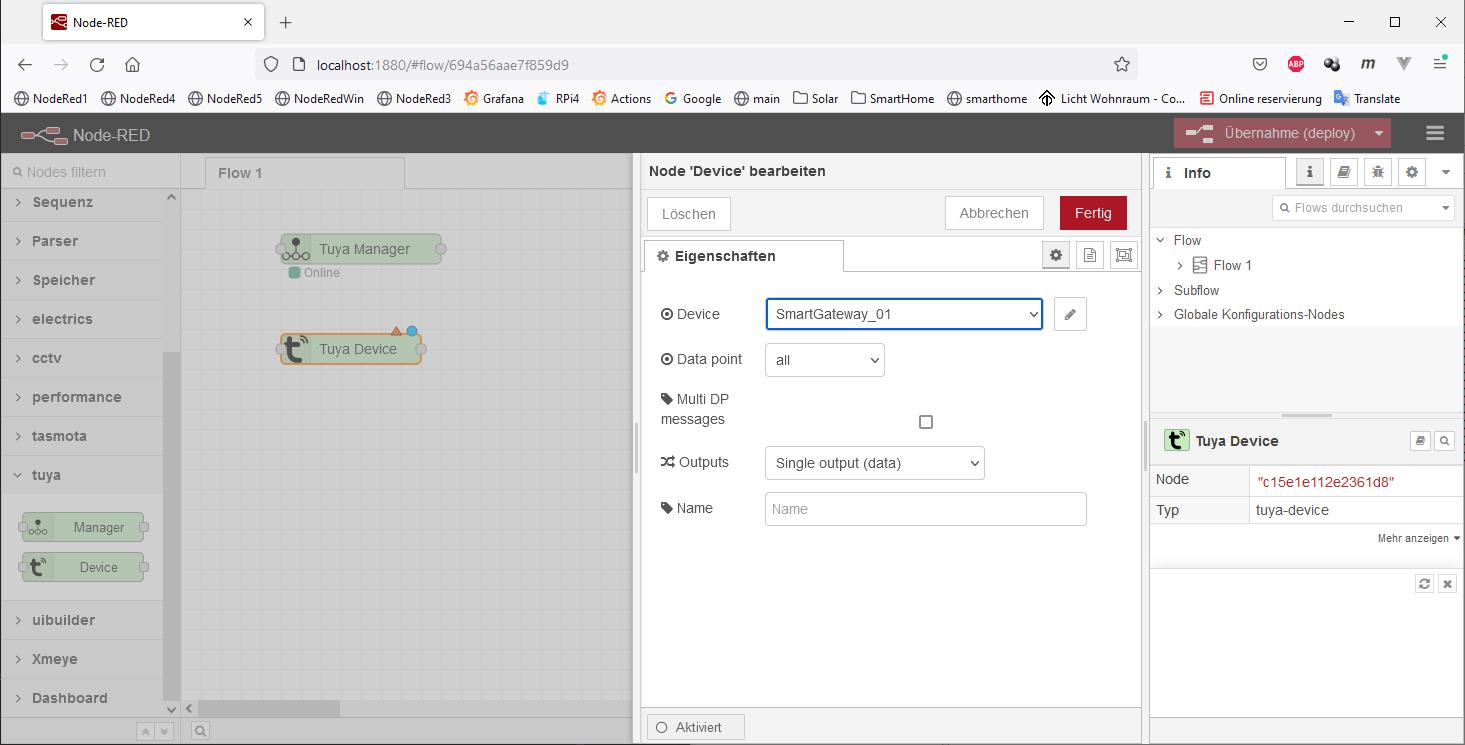 Node-RED
localhost:1880/#flow/694a56aae7f859d9
ABP
m
NodeRed1 NodeRed4 NodeRed5 NodeRedWin NodeRed3 Grafana RPi4 Actions Google main Solar SmartHome smarthome Licht Wohnraum - Co... Online reservierung Translate
Node-RED
Übernahme (deploy)
Nodes filtern
Sequenz
Parser
Speicher
electrics
cctv
performance
tasmota
tuya
Manager
Device
uibuilder
Xmeye
Dashboard
Flow 1
Tuya Manager
Online
Tuya Device
Node 'Device' bearbeiten
Löschen
Abbrechen
Fertig
Eigenschaften
Device
SmartGateway_01
Data point
all
Multi DP
messages
Outputs
Single output (data)
Name
Name
Aktiviert
Info
Flows durchsuchen
Flow
Flow 1
Subflow
Globale Konfigurations-Nodes
Tuya Device
Node "c15e1e112e2361d8"
Typ tuya-device
Mehr anzeigen